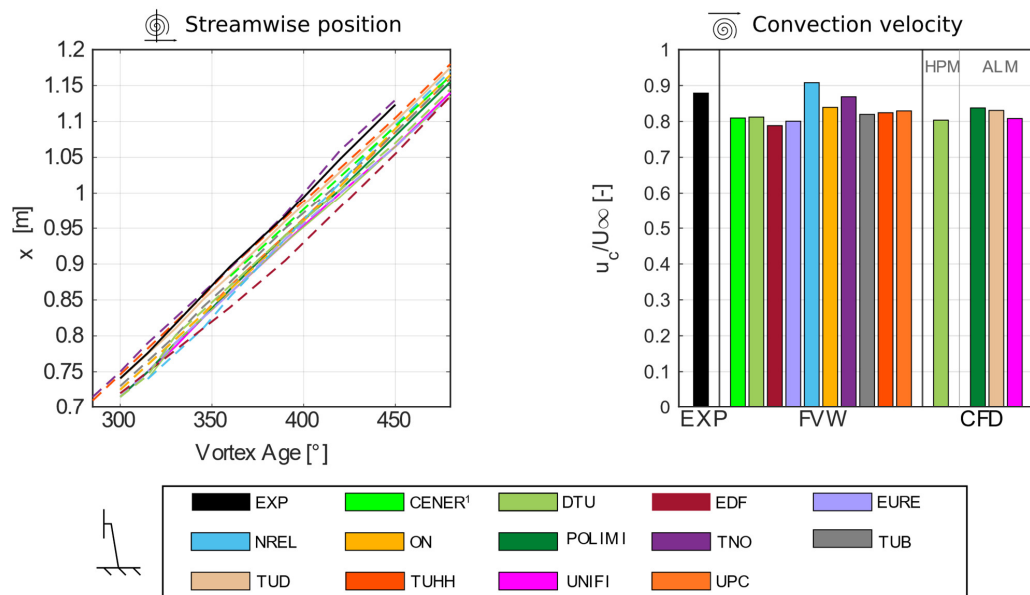 Streamwise position
Convection velocity
1.2
1.15
1.1
1.05
1
0.95
0.9
0.85
0.8
0.75
0.7
x [m]
300 350 400 450
Vortex Age [°]
1
0.9
0.8
0.7
0.6
0.5
0.4
0.3
0.2
0.1
0
u_c/U∞ [-]
HPM ALM
EXP FVW CFD
EXP CENER¹ DTU EDF EURE
NREL ON POLIMI TNO TUB
TUD TUHH UNIFI UPC